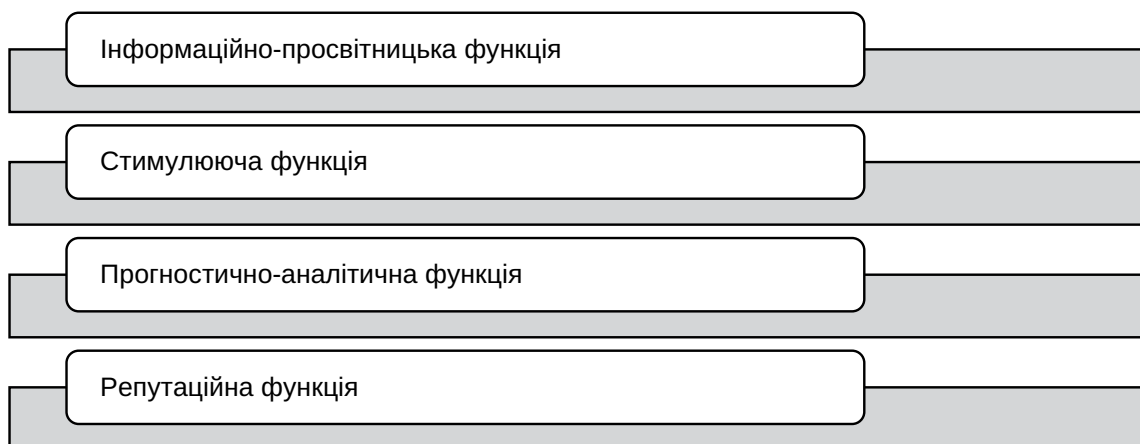 Інформаційно-просвітницька функція
Стимулююча функція
Прогностично-аналітична функція
Репутаційна функція